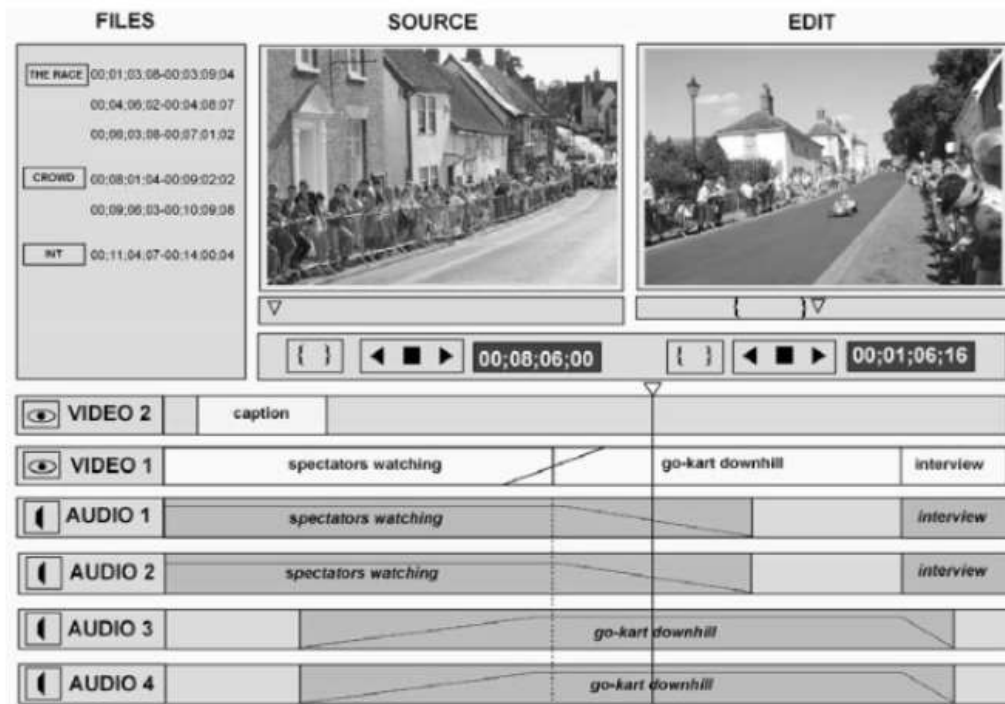 FILES
SOURCE
EDIT
THE RACE 00;01;03;08-00;03;09;04
00;04;06;02-00;04;08;07
00;06;03;08-00;07;01;02
CROWD 00;08;01;04-00;09;02;02
00;09;06;03-00;10;09;08
INT 00;11;04;07-00;14;00;04
{ } 00;08;06;00
{ } 00;01;06;16
VIDEO 2 caption
VIDEO 1 spectators watching go-kart downhill interview
AUDIO 1 spectators watching interview
AUDIO 2 spectators watching interview
AUDIO 3 go-kart downhill
AUDIO 4 go-kart downhill